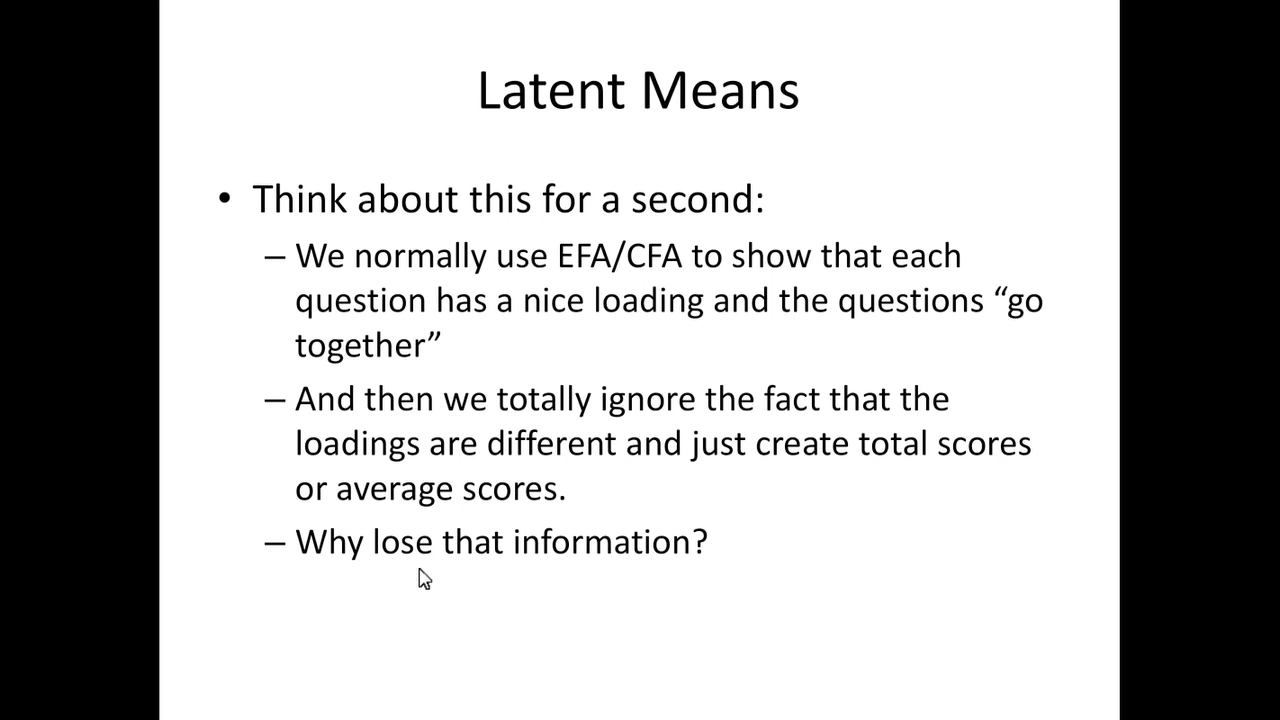 Latent Means
• Think about this for a second:
– We normally use EFA/CFA to show that each
question has a nice loading and the questions “go
together”
– And then we totally ignore the fact that the
loadings are different and just create total scores
or average scores.
– Why lose that information?